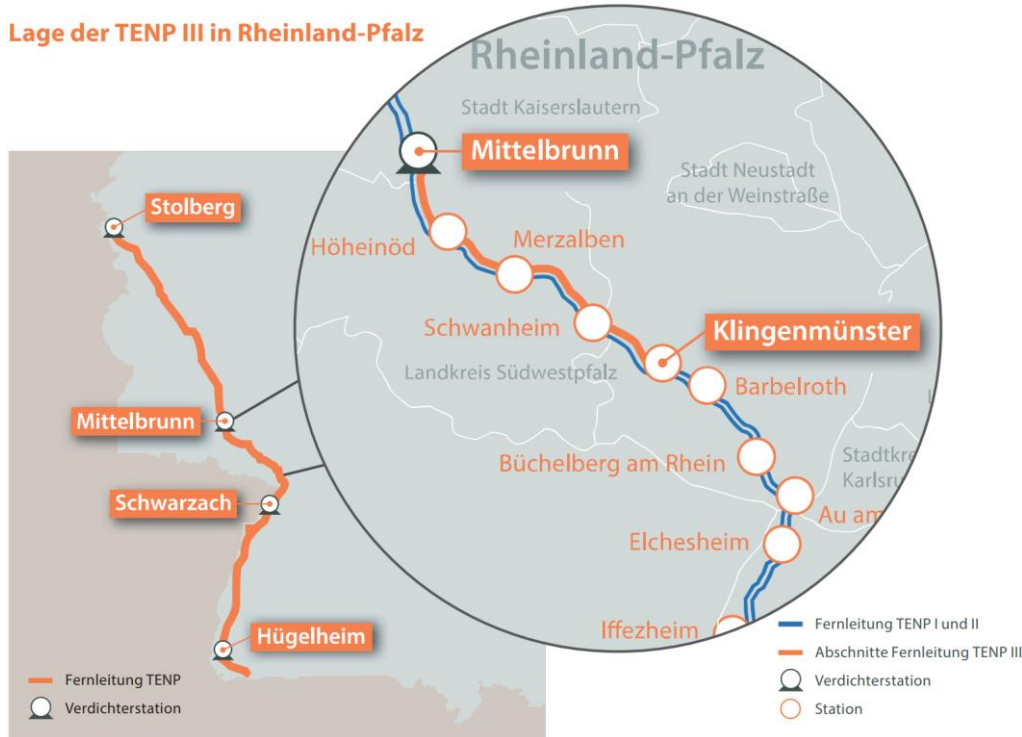 Lage der TENP III in Rheinland-Pfalz
Rheinland-Pfalz
Stadt Kaiserslautern
Mittelbrunn
Stadt Neustadt
an der Weinstraße
Höheinöd
Merzalben
Schwanheim
Klingenmünster
Landkreis Südwestpfalz
Barbelroth
Büchelberg am Rhein
Stadtkre
Karlsru
Au am
Elchesheim
Iffezheim
Stolberg
Mittelbrunn
Schwarzach
Hügelheim
Fernleitung TENP
Verdichterstation
Fernleitung TENP I und II
Abschnitte Fernleitung TENP III
Verdichterstation
Station